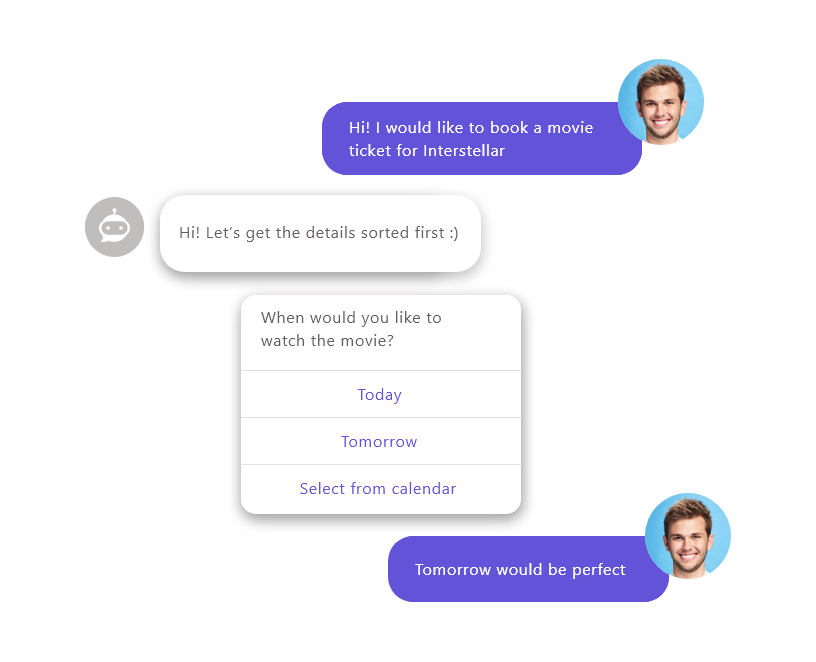 Hi! I would like to book a movie
ticket for Interstellar
Hi! Let’s get the details sorted first :)
When would you like to
watch the movie?
Today
Tomorrow
Select from calendar
Tomorrow would be perfect